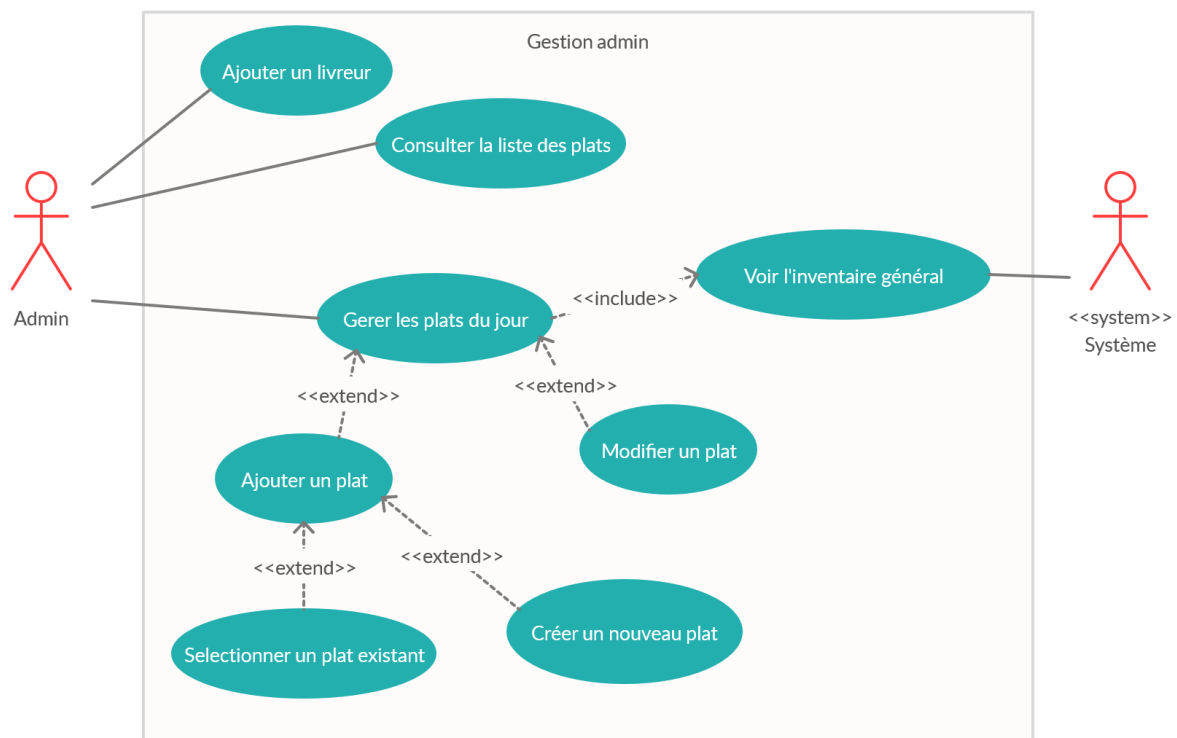 Gestion admin
Ajouter un livreur
Consulter la liste des plats
Voir l'inventaire général
<<include>>
Gerer les plats du jour
Admin
<<system>>
Système
<<extend>>
<<extend>>
Modifier un plat
Ajouter un plat
<<extend>>
<<extend>>
Créer un nouveau plat
Selectionner un plat existant